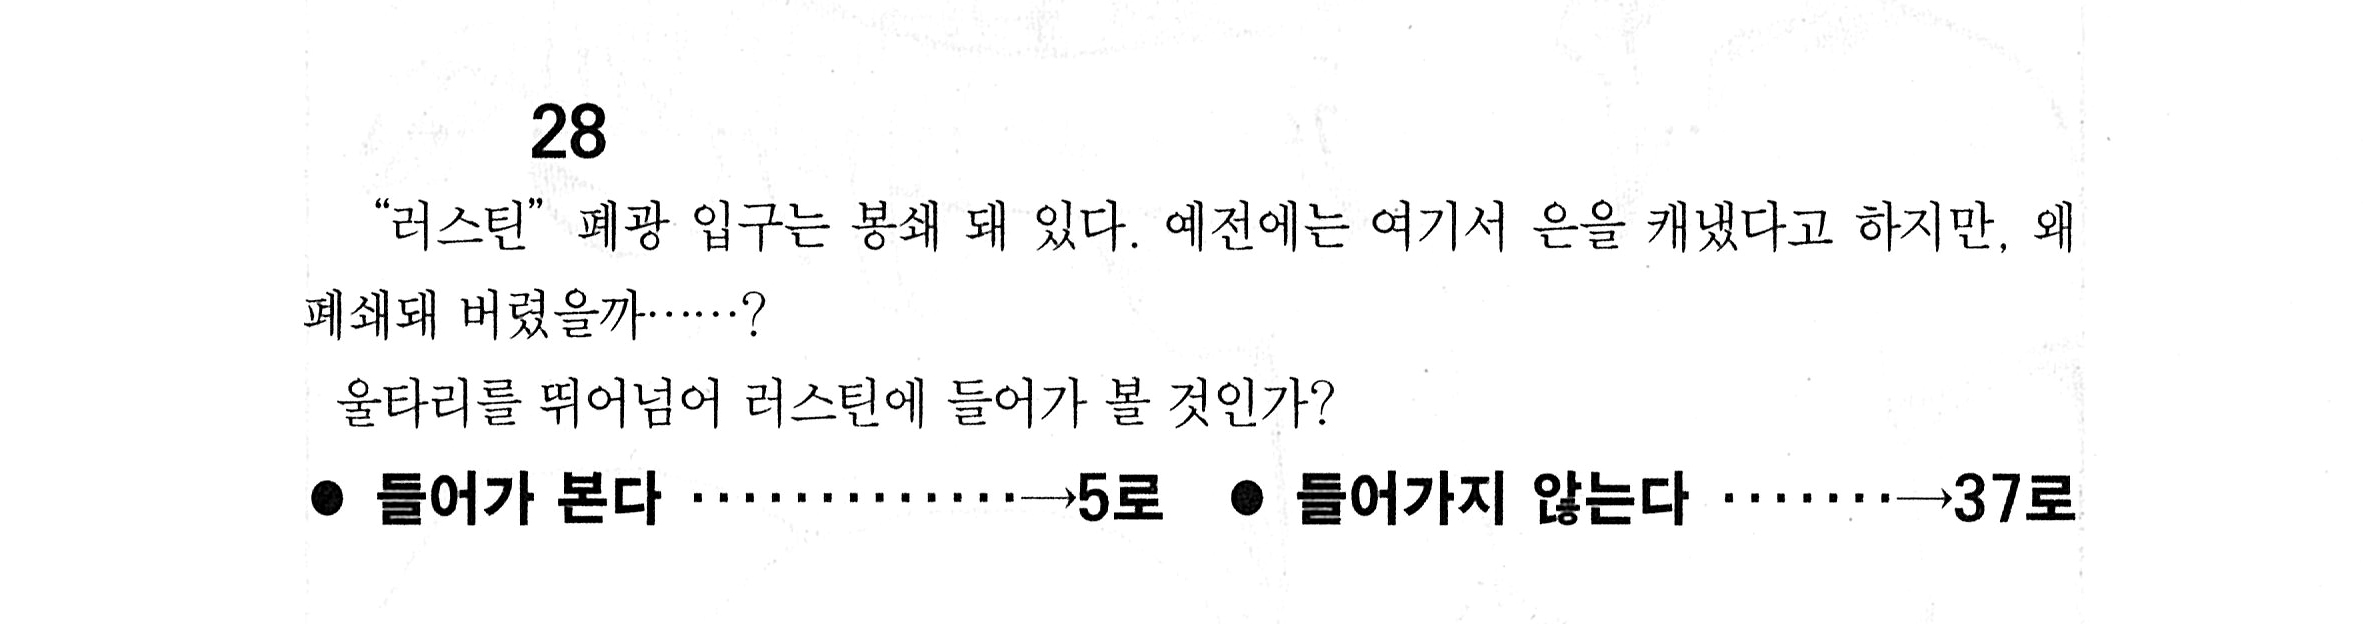 28
“러스틴” 폐광 입구는 봉쇄 돼 있다. 예전에는 여기서 은을 캐냈다고 하지만, 왜
폐쇄돼 버렸을까……?
울타리를 뛰어넘어 러스틴에 들어가 볼 것인가?
● 들어가 본다 ·············→5로 ● 들어가지 않는다 ·······→37로